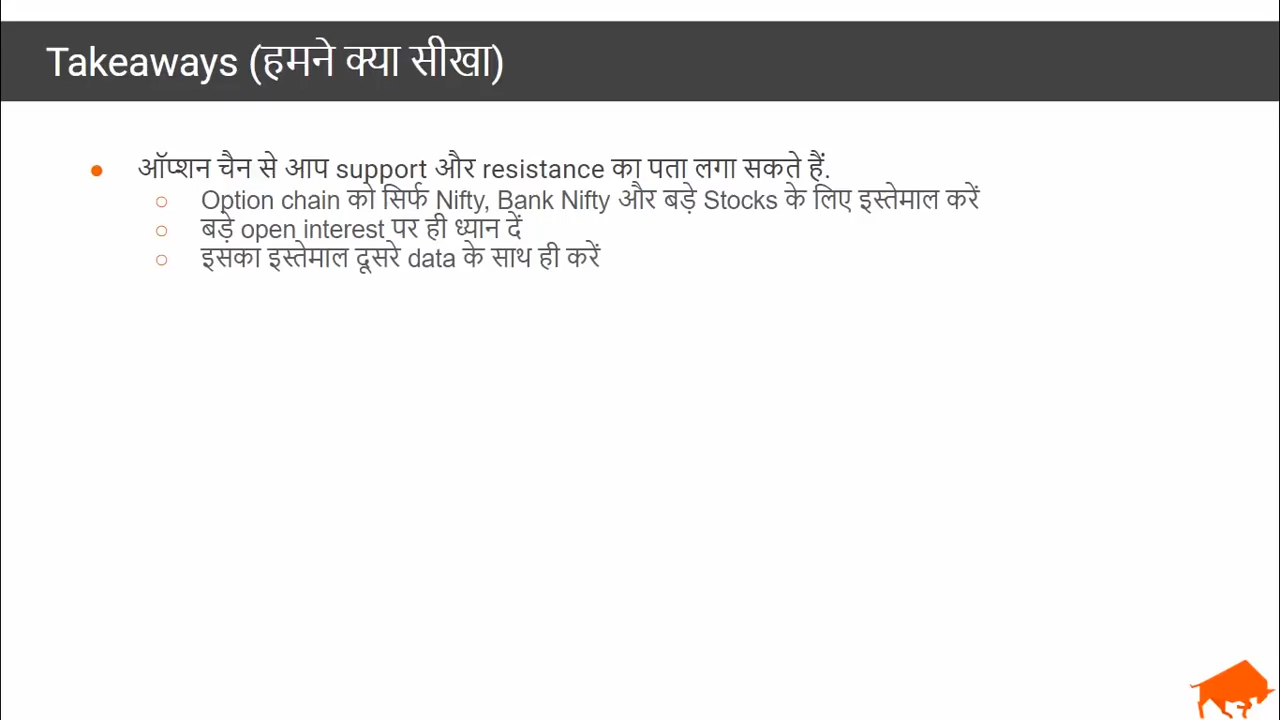 Takeaways (हमने क्या सीखा)
ऑप्शन चैन से आप support और resistance का पता लगा सकते हैं.
Option chain को सिर्फ Nifty, Bank Nifty और बड़े Stocks के लिए इस्तेमाल करें
बड़े open interest पर ही ध्यान दें
इसका इस्तेमाल दूसरे data के साथ ही करें